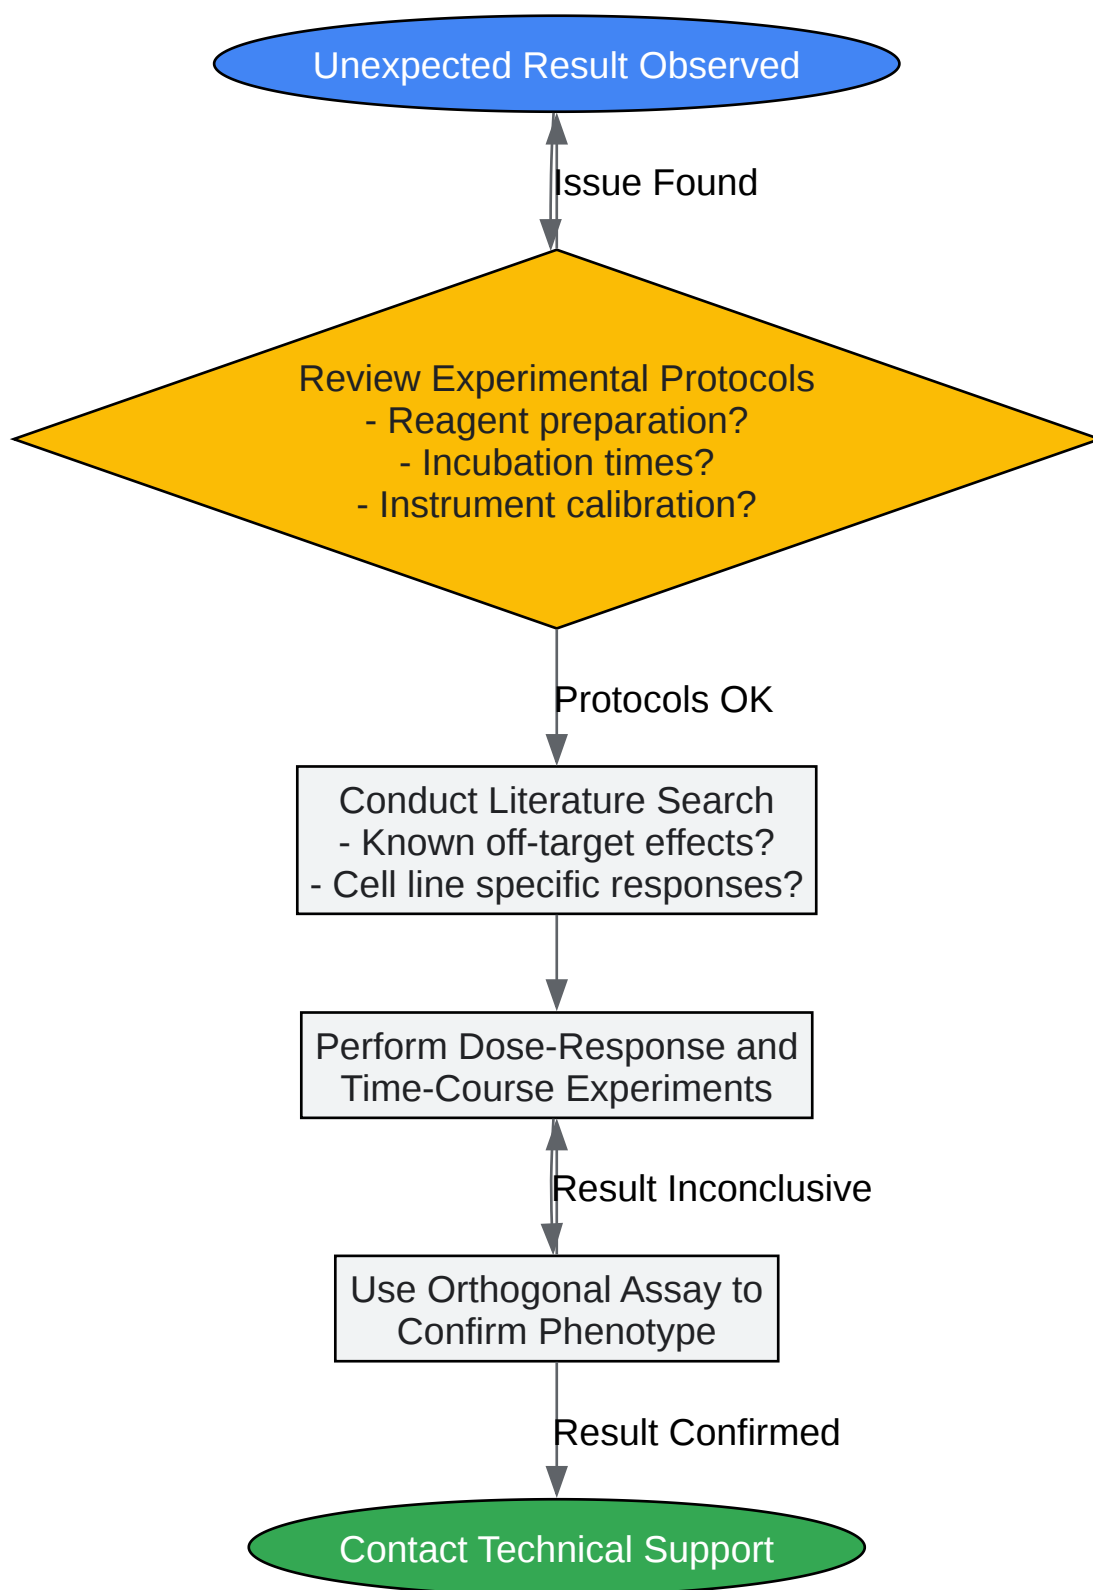 Unexpected Result Observed
Issue Found
Review Experimental Protocols
- Reagent preparation?
- Incubation times?
- Instrument calibration?
Protocols OK
Conduct Literature Search
- Known off-target effects?
- Cell line specific responses?
Perform Dose-Response and
Time-Course Experiments
Result Inconclusive
Use Orthogonal Assay to
Confirm Phenotype
Result Confirmed
Contact Technical Support